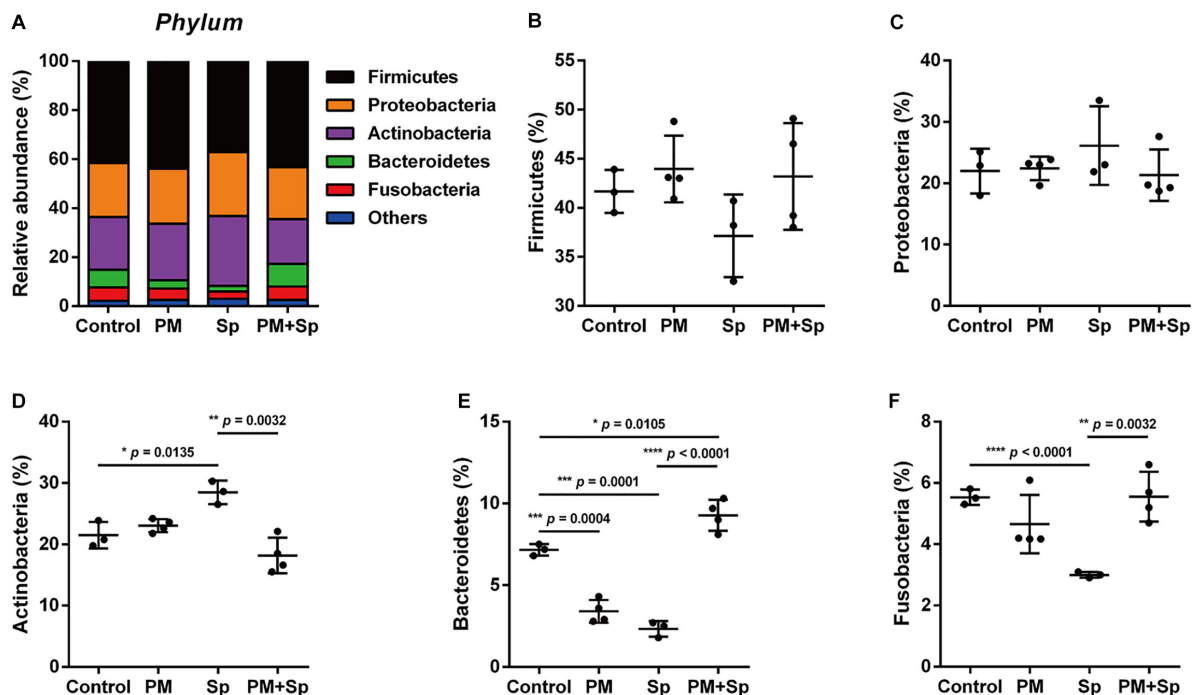 A
Phylum
Relative abundance (%)
100
80
60
40
20
0
Control PM Sp PM+Sp
Firmicutes
Proteobacteria
Actinobacteria
Bacteroidetes
Fusobacteria
Others
B
Firmicutes (%)
55
50
45
40
35
30
Control PM Sp PM+Sp
C
Proteobacteria (%)
40
30
20
10
0
Control PM Sp PM+Sp
D
Actinobacteria (%)
40
30
20
10
0
** p = 0.0032
* p = 0.0135
Control PM Sp PM+Sp
E
Bacteroidetes (%)
15
10
5
0
* p = 0.0105
**** p < 0.0001
*** p = 0.0001
*** p = 0.0004
Control PM Sp PM+Sp
F
Fusobacteria (%)
8
6
4
2
0
** p = 0.0032
**** p < 0.0001
Control PM Sp PM+Sp